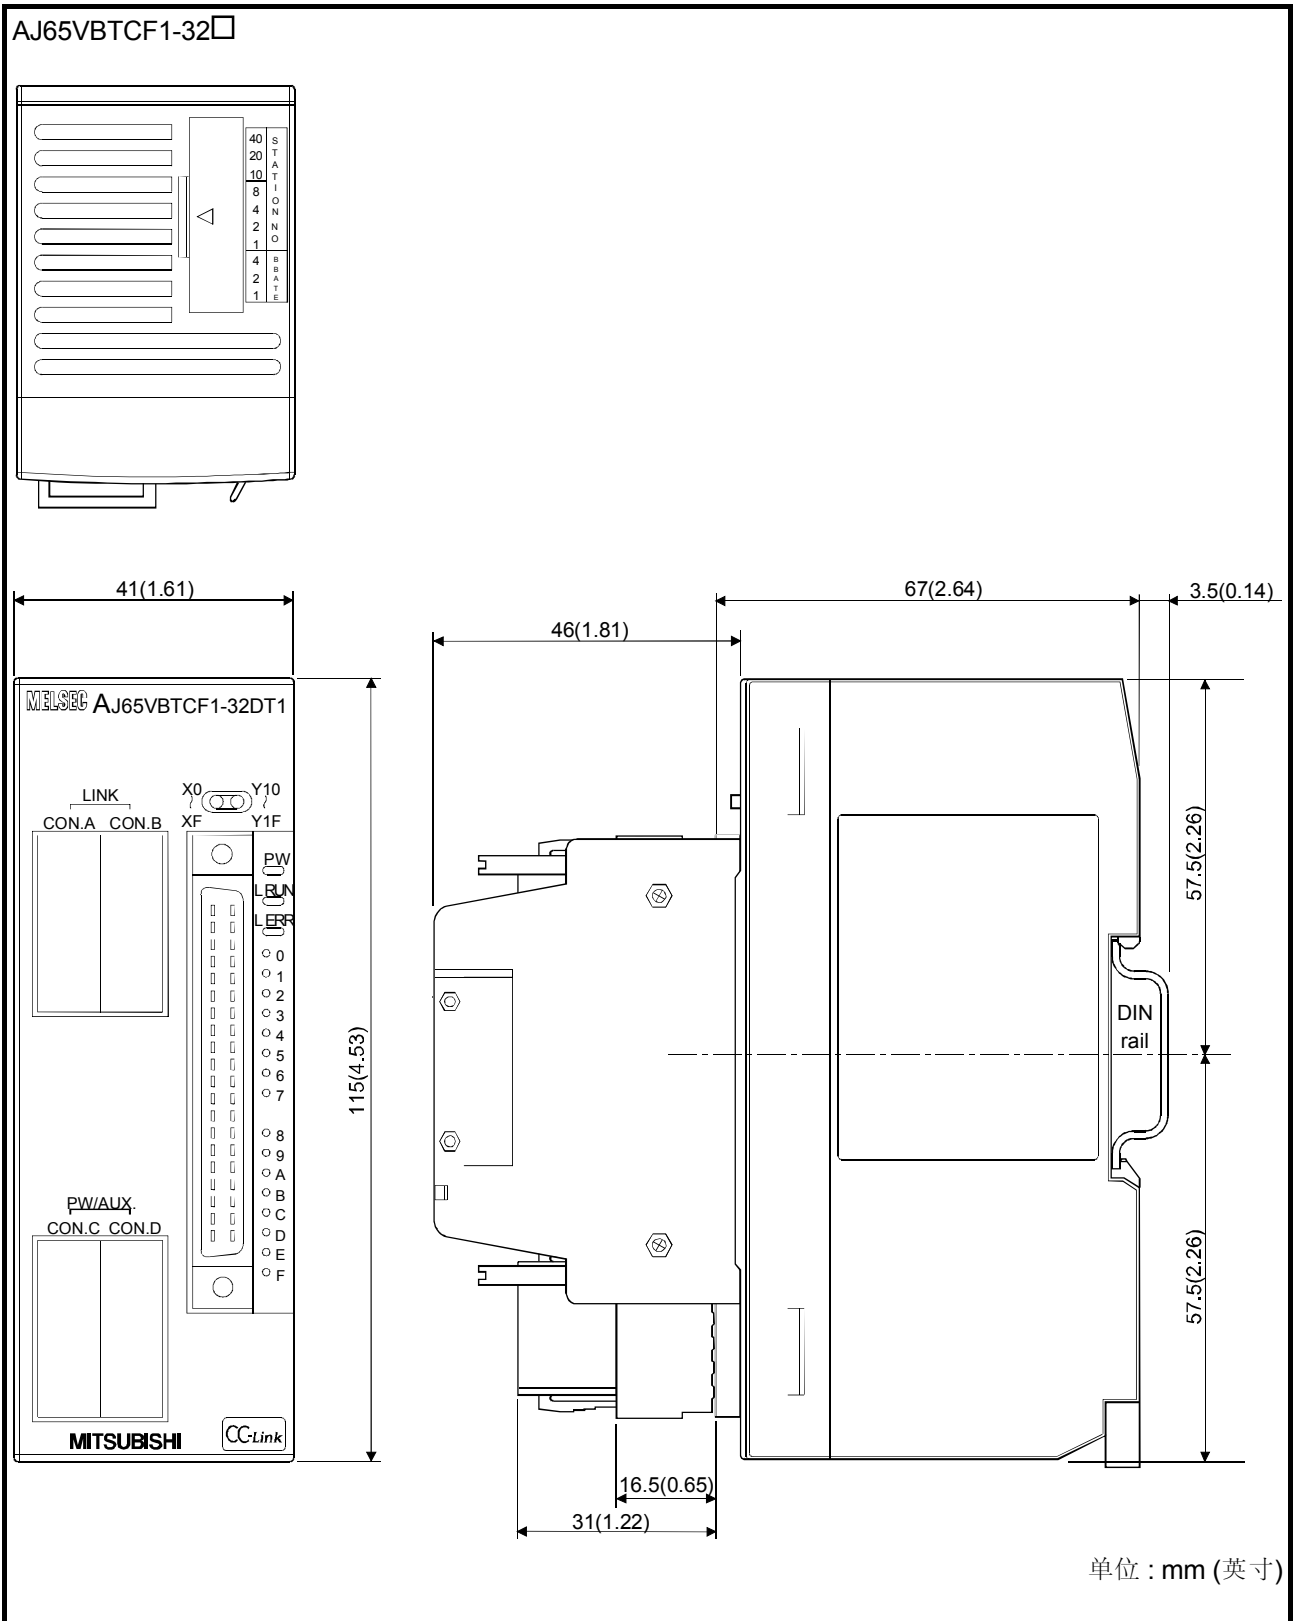 AJ65VBTCF1-32□
40
20
10
8
4
2
1
STATION NO
4
2
1
BBATE
41(1.61)
67(2.64)
3.5(0.14)
46(1.81)
MELSEC AJ65VBTCF1-32DT1
LINK
CON.A CON.B
X0 Y10
XF Y1F
PW
L RUN
L ERR
0
1
2
3
4
5
6
7
8
9
A
B
C
D
E
F
PW/AUX.
CON.C CON.D
MITSUBISHI
CC-Link
115(4.53)
57.5(2.26)
DIN
rail
57.5(2.26)
16.5(0.65)
31(1.22)
单位 : mm (英寸)